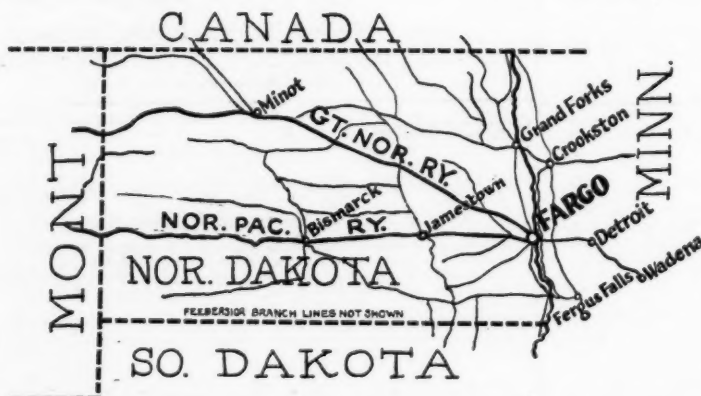 CANADA
Minot
GT. NOR. RY.
Grand Forks
Crookston
MINN.
MONT
NOR. PAC. RY.
Bismarck
Jamestown
FARGO
Detroit
Wadena
Fergus Falls
NOR. DAKOTA
FEEDERSIOR BRANCH LINES NOT SHOWN
SO. DAKOTA